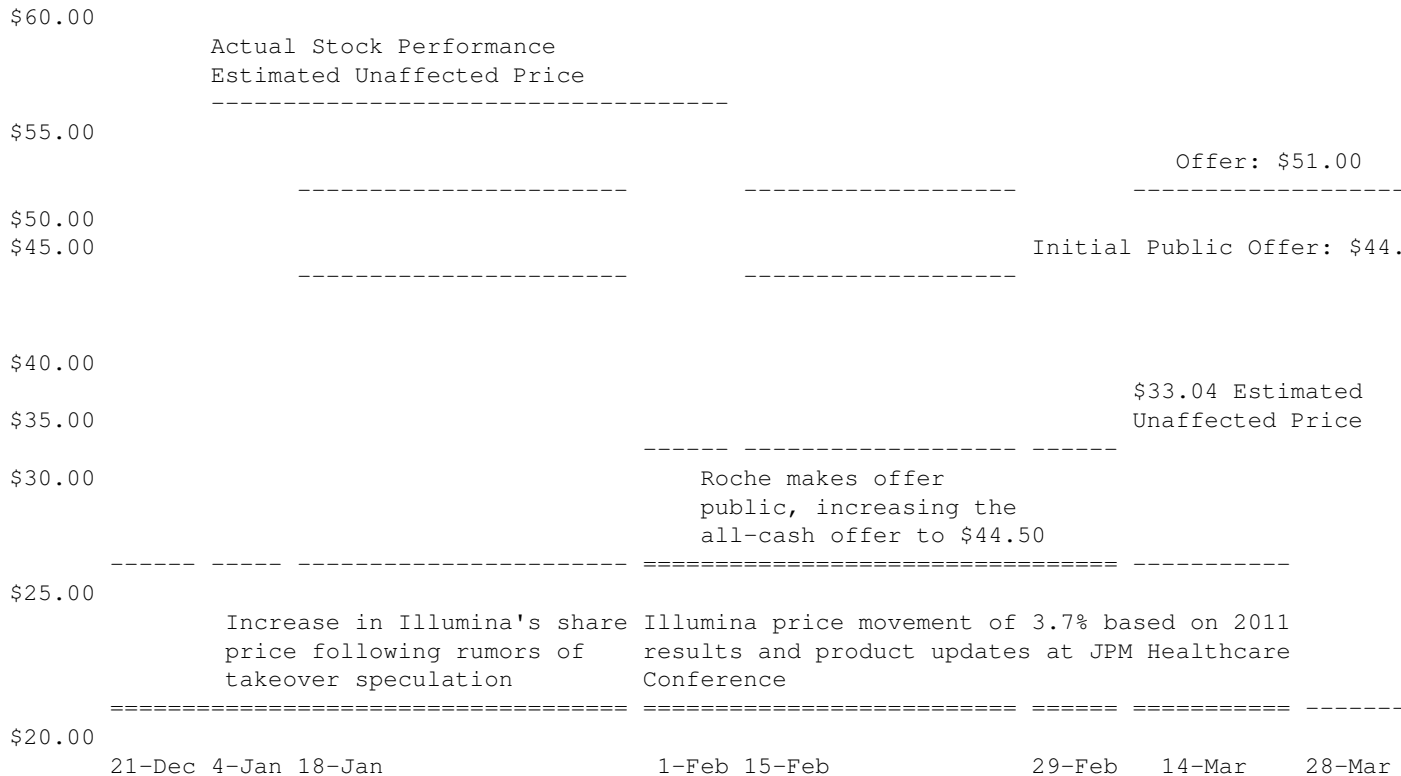 $60.00
Actual Stock Performance
Estimated Unaffected Price
------------------------------------
$55.00
Offer: $51.00
----------------------- ------------------- -------------------
$50.00
$45.00 Initial Public Offer: $44.
----------------------- -------------------
$40.00
$33.04 Estimated
$35.00 Unaffected Price
------ ------------------- ------
$30.00 Roche makes offer
public, increasing the
all-cash offer to $44.50
------ ----- ----------------------- ================================= -----------
$25.00
Increase in Illumina's share Illumina price movement of 3.7% based on 2011
price following rumors of results and product updates at JPM Healthcare
takeover speculation Conference
==================================== ========================== ====== =========== -------
$20.00
21-Dec 4-Jan 18-Jan 1-Feb 15-Feb 29-Feb 14-Mar 28-Mar